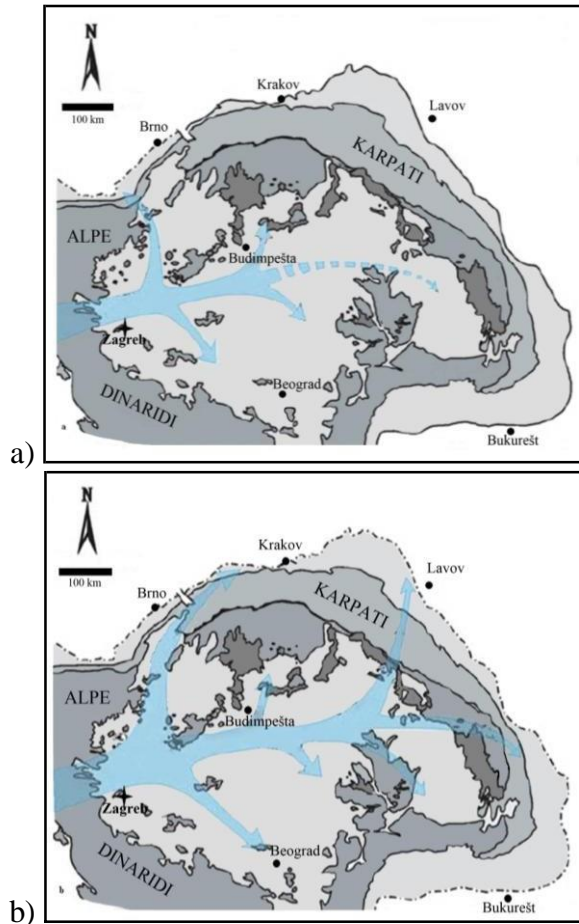 N
100 km
Krakov
Lavov
Brno
KARPATI
ALPE
Budimpešta
Zagreb
Beograd
DINARIDI
a
Bukurešt
a)
N
100 km
Krakov
Lavov
Brno
KARPATI
ALPE
Budimpešta
Zagreb
Beograd
DINARIDI
b
Bukurešt
b)